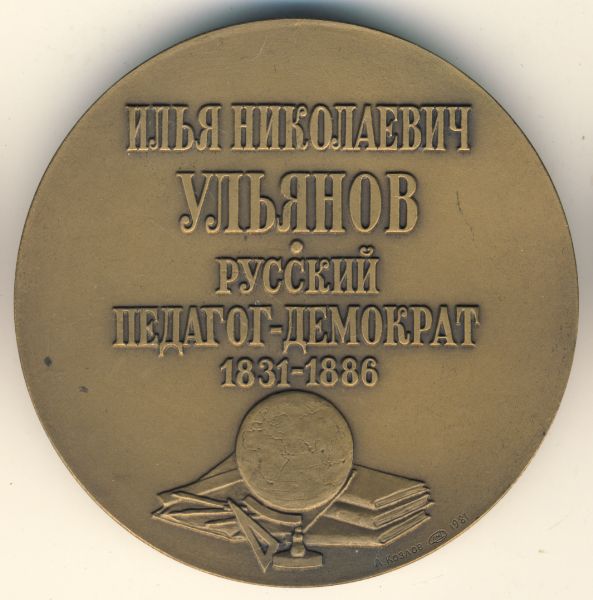 ИЛЬЯ НИКОЛАЕВИЧ
УЛЬЯНОВ
РУССКИЙ
ПЕДАГОГ-ДЕМОКРАТ
1831-1886
А. КОЗЛОВ 1981